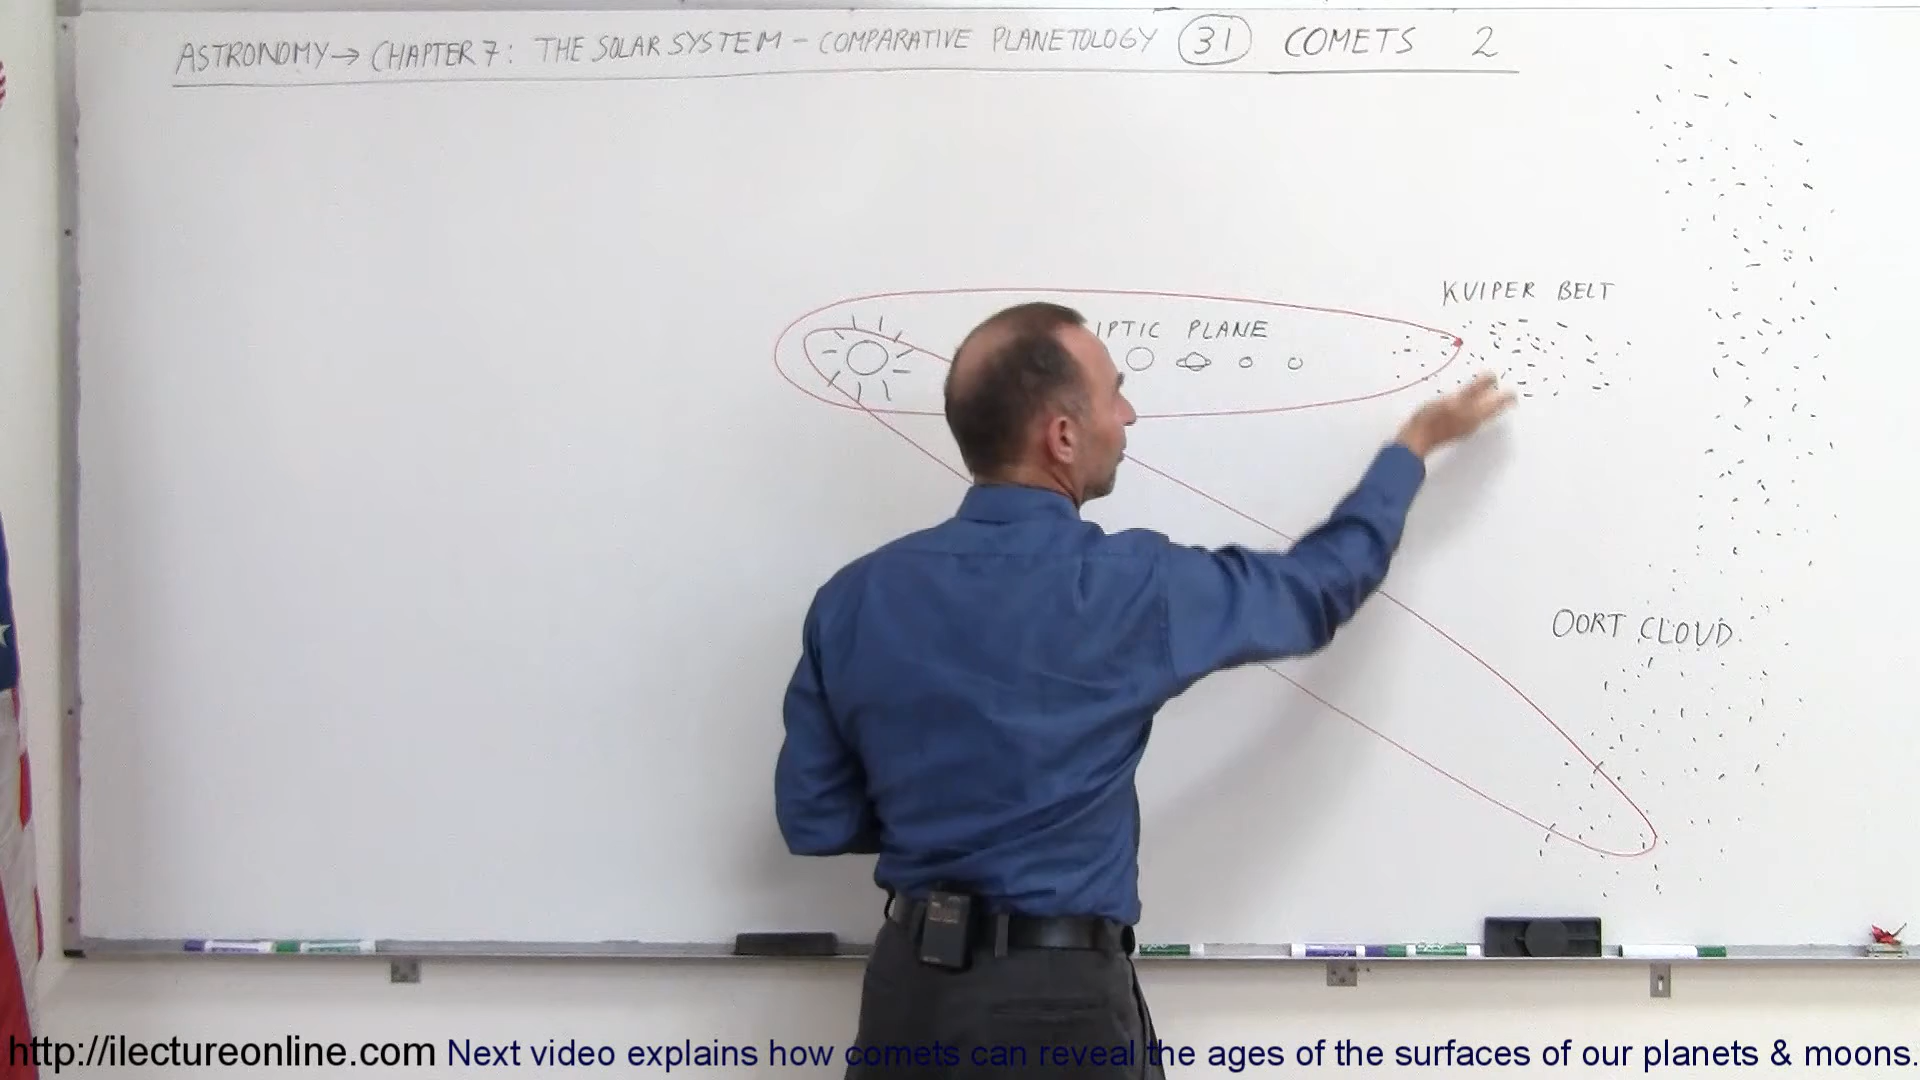 ASTRONOMY → CHAPTER 7: THE SOLAR SYSTEM - COMPARATIVE PLANETOLOGY 31 COMETS 2
KUIPER BELT
IPTIC PLANE
OORT CLOUD
http://ilectureonline.com Next video explains how comets can reveal the ages of the surfaces of our planets & moons.